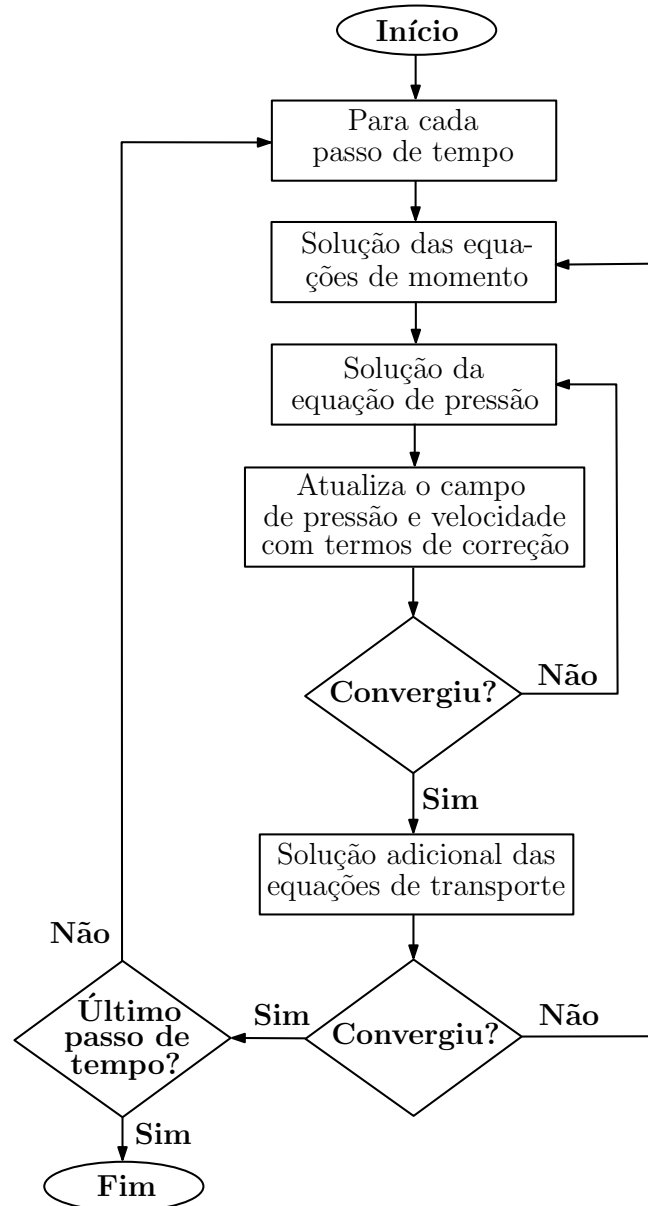 Início
Para cada
passo de tempo
Solução das equa-
ções de momento
Solução da
equação de pressão
Atualiza o campo
de pressão e velocidade
com termos de correção
Convergiu?
Não
Sim
Solução adicional das
equações de transporte
Convergiu?
Não
Sim
Último
passo de
tempo?
Não
Sim
Fim